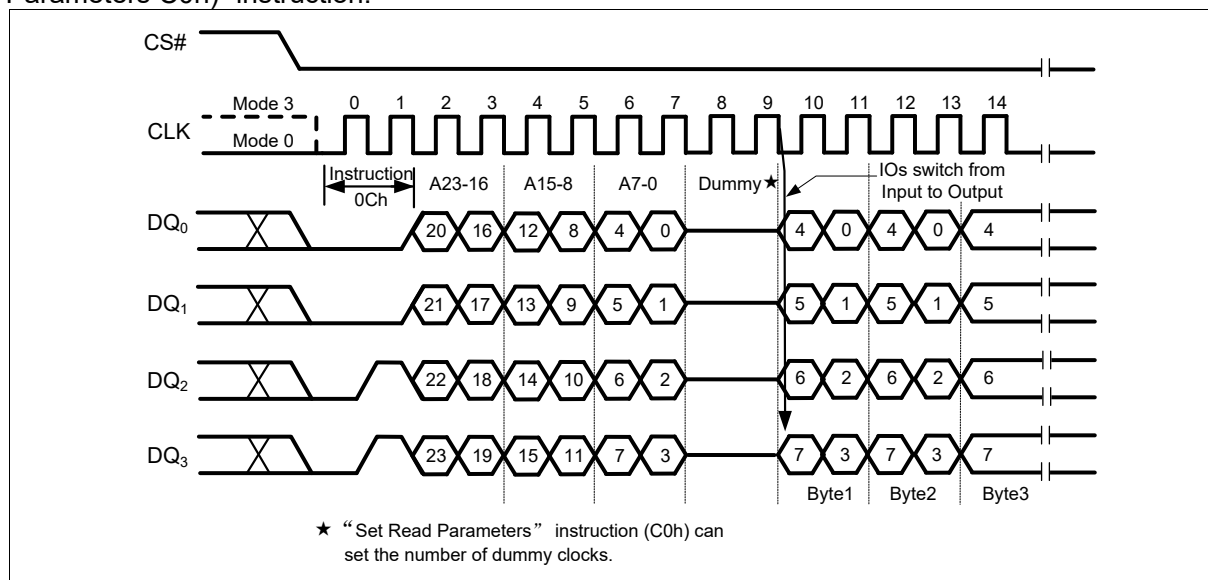 Parameters C0h)" instruction.
CS#
Mode 3 0 1 2 3 4 5 6 7 8 9 10 11 12 13 14
CLK
Mode 0
Instruction A23-16 A15-8 A7-0 Dummy★ IOs switch from
0Ch Input to Output
DQ0 20 16 12 8 4 0 4 0 4 0 4
DQ1 21 17 13 9 5 1 5 1 5 1 5
DQ2 22 18 14 10 6 2 6 2 6 2 6
DQ3 23 19 15 11 7 3 7 3 7 3 7
Byte1 Byte2 Byte3
★ “Set Read Parameters” instruction (C0h) can
set the number of dummy clocks.